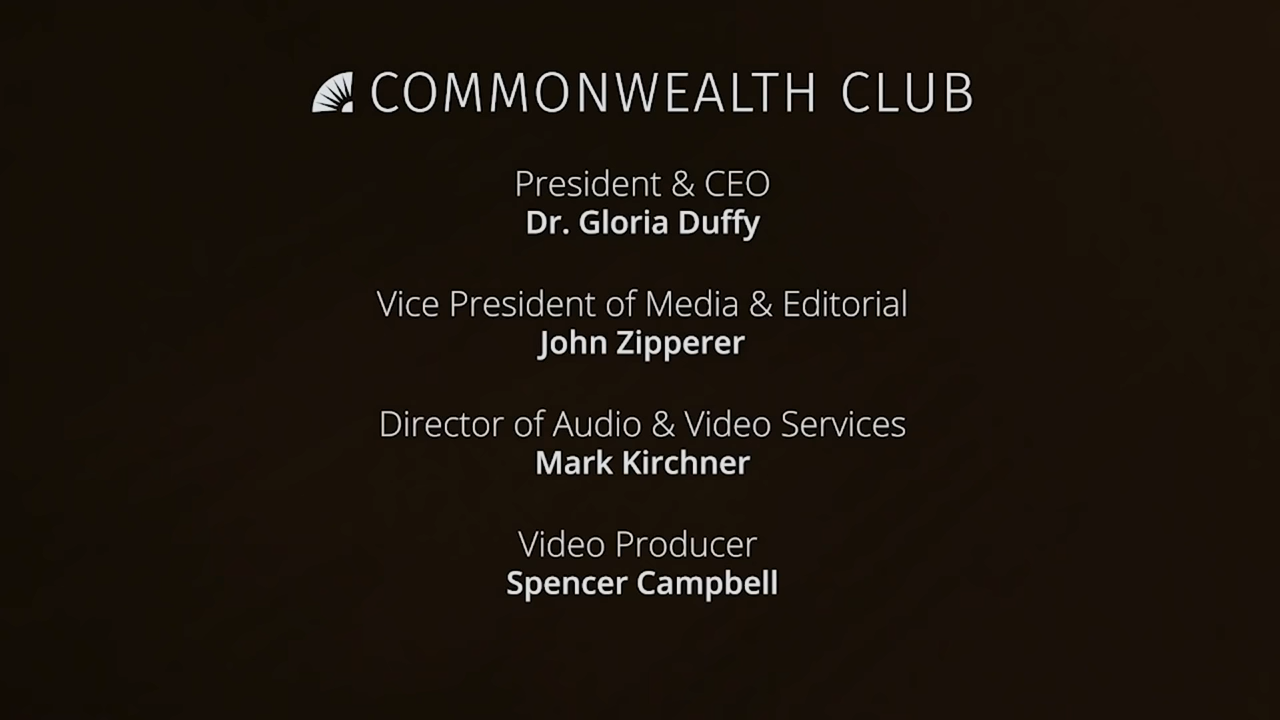 COMMONWEALTH CLUB
President & CEO
Dr. Gloria Duffy
Vice President of Media & Editorial
John Zipperer
Director of Audio & Video Services
Mark Kirchner
Video Producer
Spencer Campbell